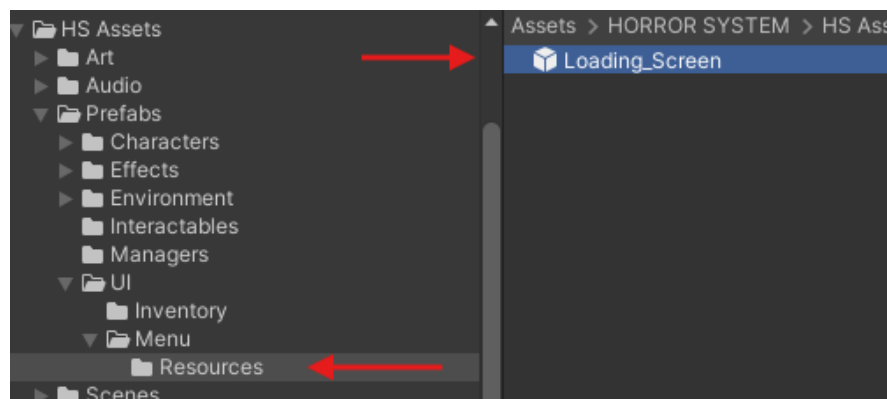 HS Assets
Art
Audio
Prefabs
Characters
Effects
Environment
Interactables
Managers
UI
Inventory
Menu
Resources
Scenes
Assets > HORROR SYSTEM > HS Ass
Loading_Screen